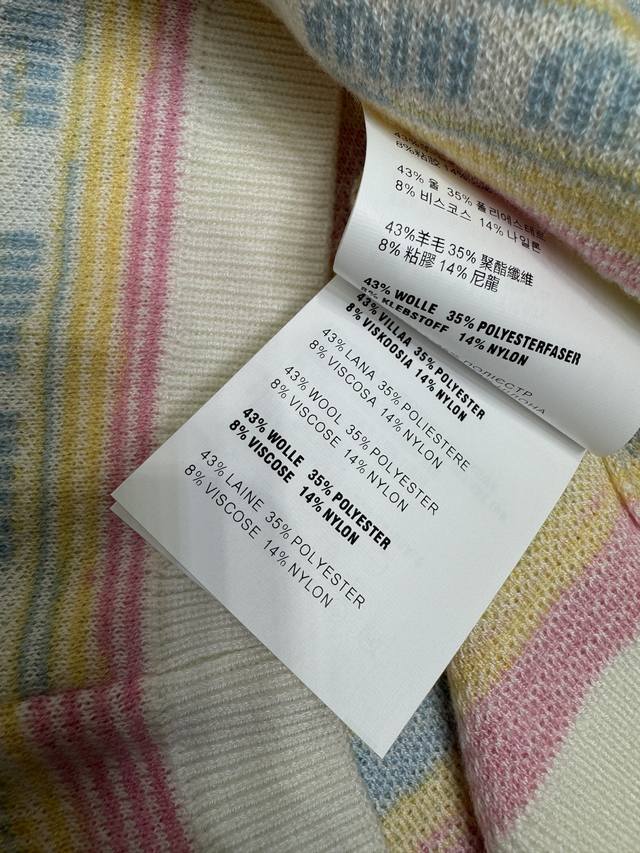 43% 울 35% 폴리에스테르
8% 비스코스 14% 나일론
43%羊毛 35% 聚酯纖維
8% 粘膠 14% 尼龍
43% WOLLE 35% POLYESTERFASER
8% KLEBSTOFF 14% NYLON
43% VILLAA 35% POLYESTER
8% VISKOOSIA 14% NYLON
43% LANA 35% POLIESTERE
8% VISCOSA 14% NYLON
43% WOOL 35% POLYESTER
8% VISCOSE 14% NYLON
43% WOLLE 35% POLYESTER
8% VISCOSE 14% NYLON
43% LAINE 35% POLYESTER
8% VISCOSE 14% NYLON